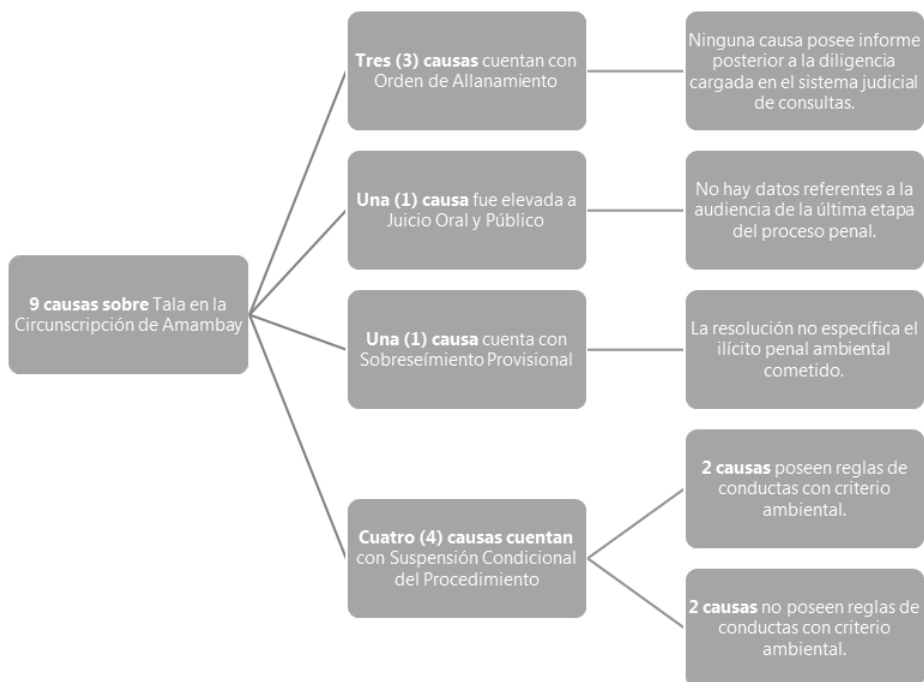 9 causas sobre Tala en la
Circunscripción de Amambay
Tres (3) causas cuentan con
Orden de Allanamiento
Ninguna causa posee informe
posterior a la diligencia
cargada en el sistema judicial
de consultas.
Una (1) causa fue elevada a
Juicio Oral y Público
No hay datos referentes a la
audiencia de la última etapa
del proceso penal.
Una (1) causa cuenta con
Sobreseímiento Provisional
La resolución no específica el
ilícito penal ambiental
cometido.
Cuatro (4) causas cuentan
con Suspensión Condicional
del Procedimiento
2 causas poseen reglas de
conductas con criterio
ambiental.
2 causas no poseen reglas de
conductas con criterio
ambiental.